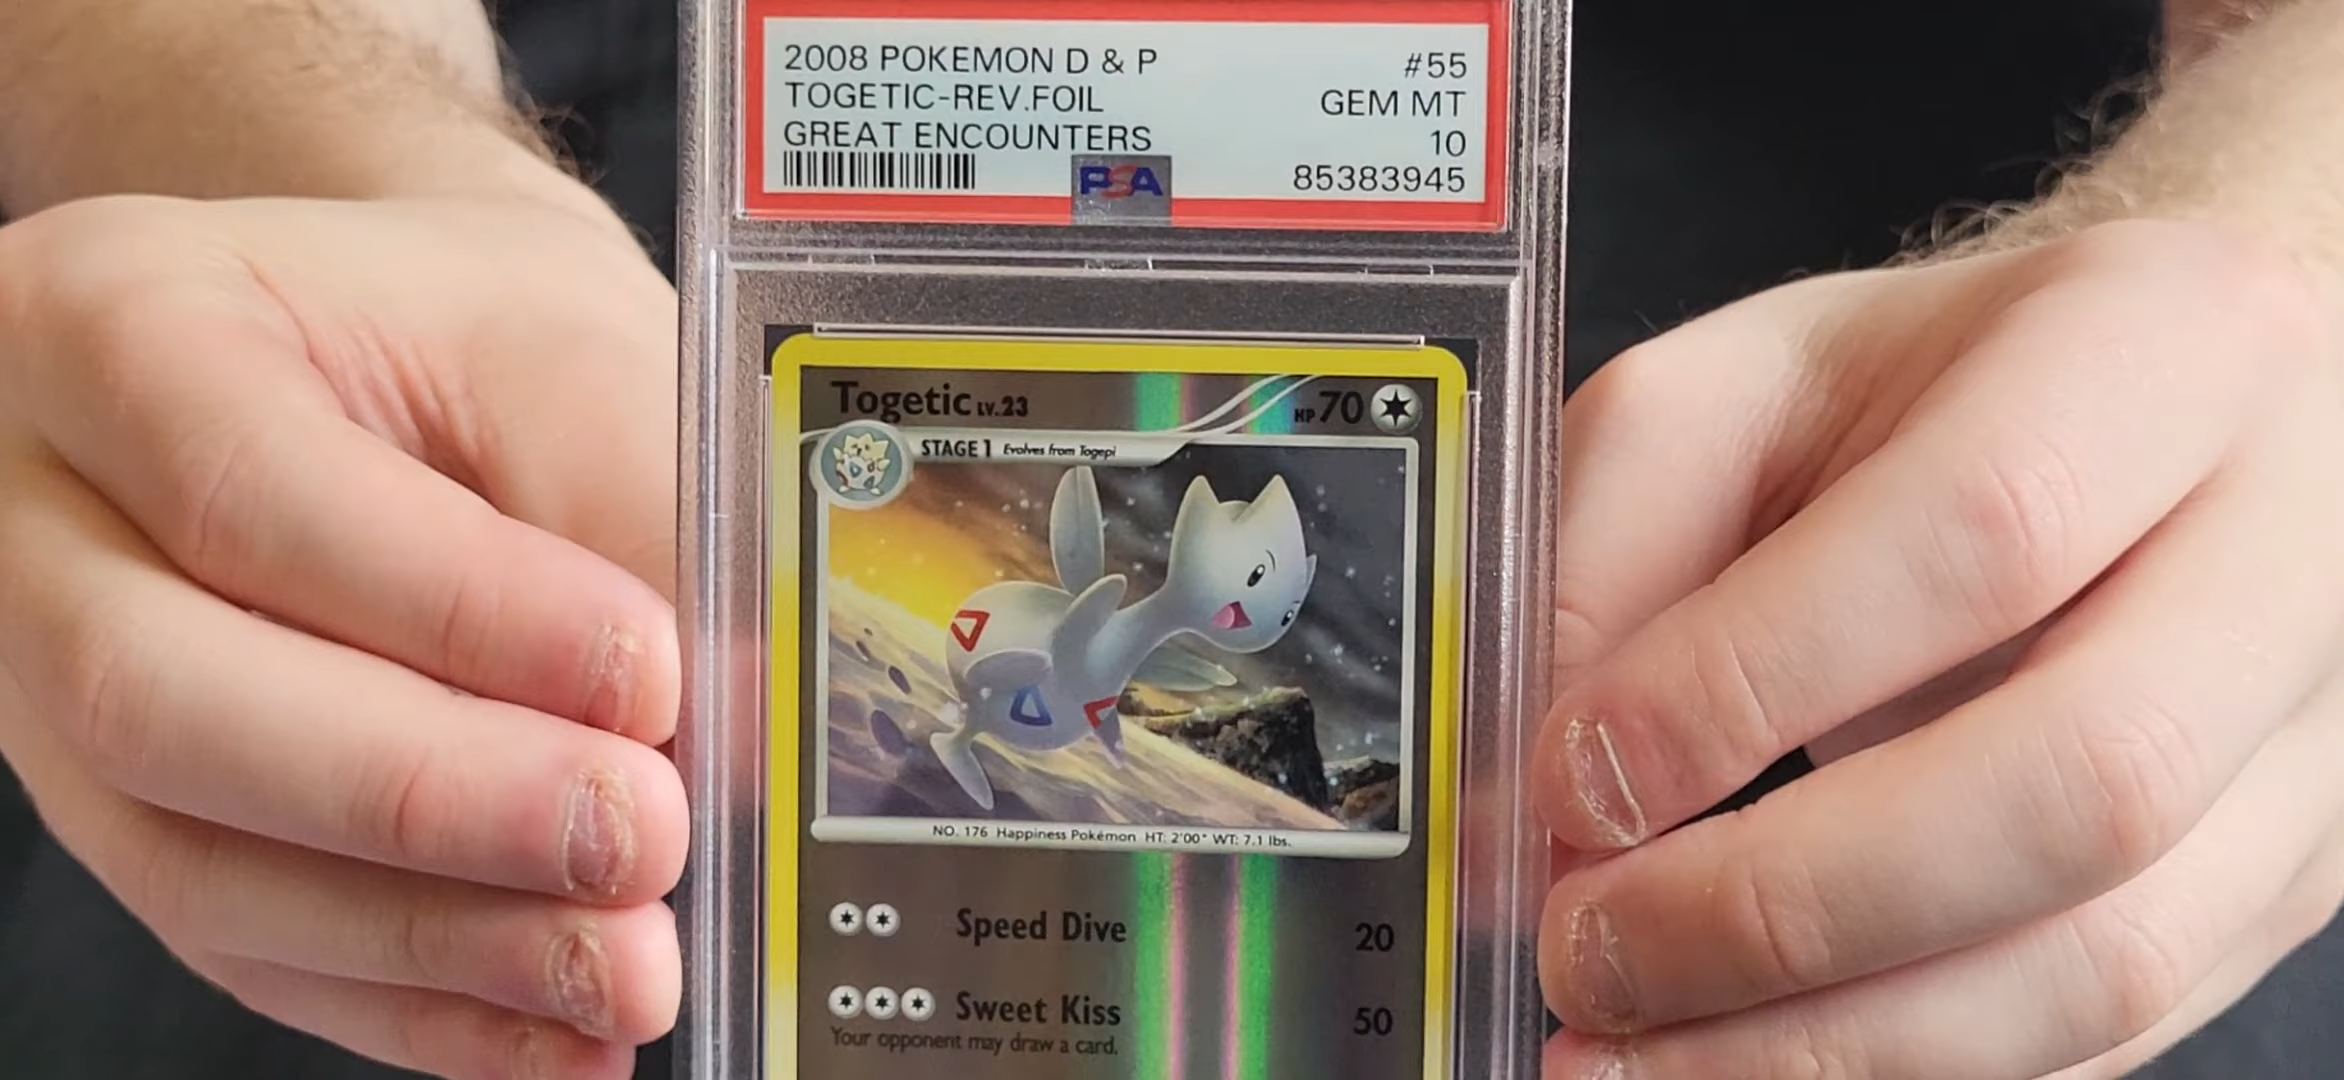 2008 POKEMON D & P #55
TOGETIC-REV.FOIL GEM MT
GREAT ENCOUNTERS 10
PSA 85383945
Togetic LV.23 HP 70
STAGE 1 Evolves from Togepi
NO. 176 Happiness Pokémon HT: 2'00" WT: 7.1 lbs.
Speed Dive 20
Sweet Kiss 50
Your opponent may draw a card.